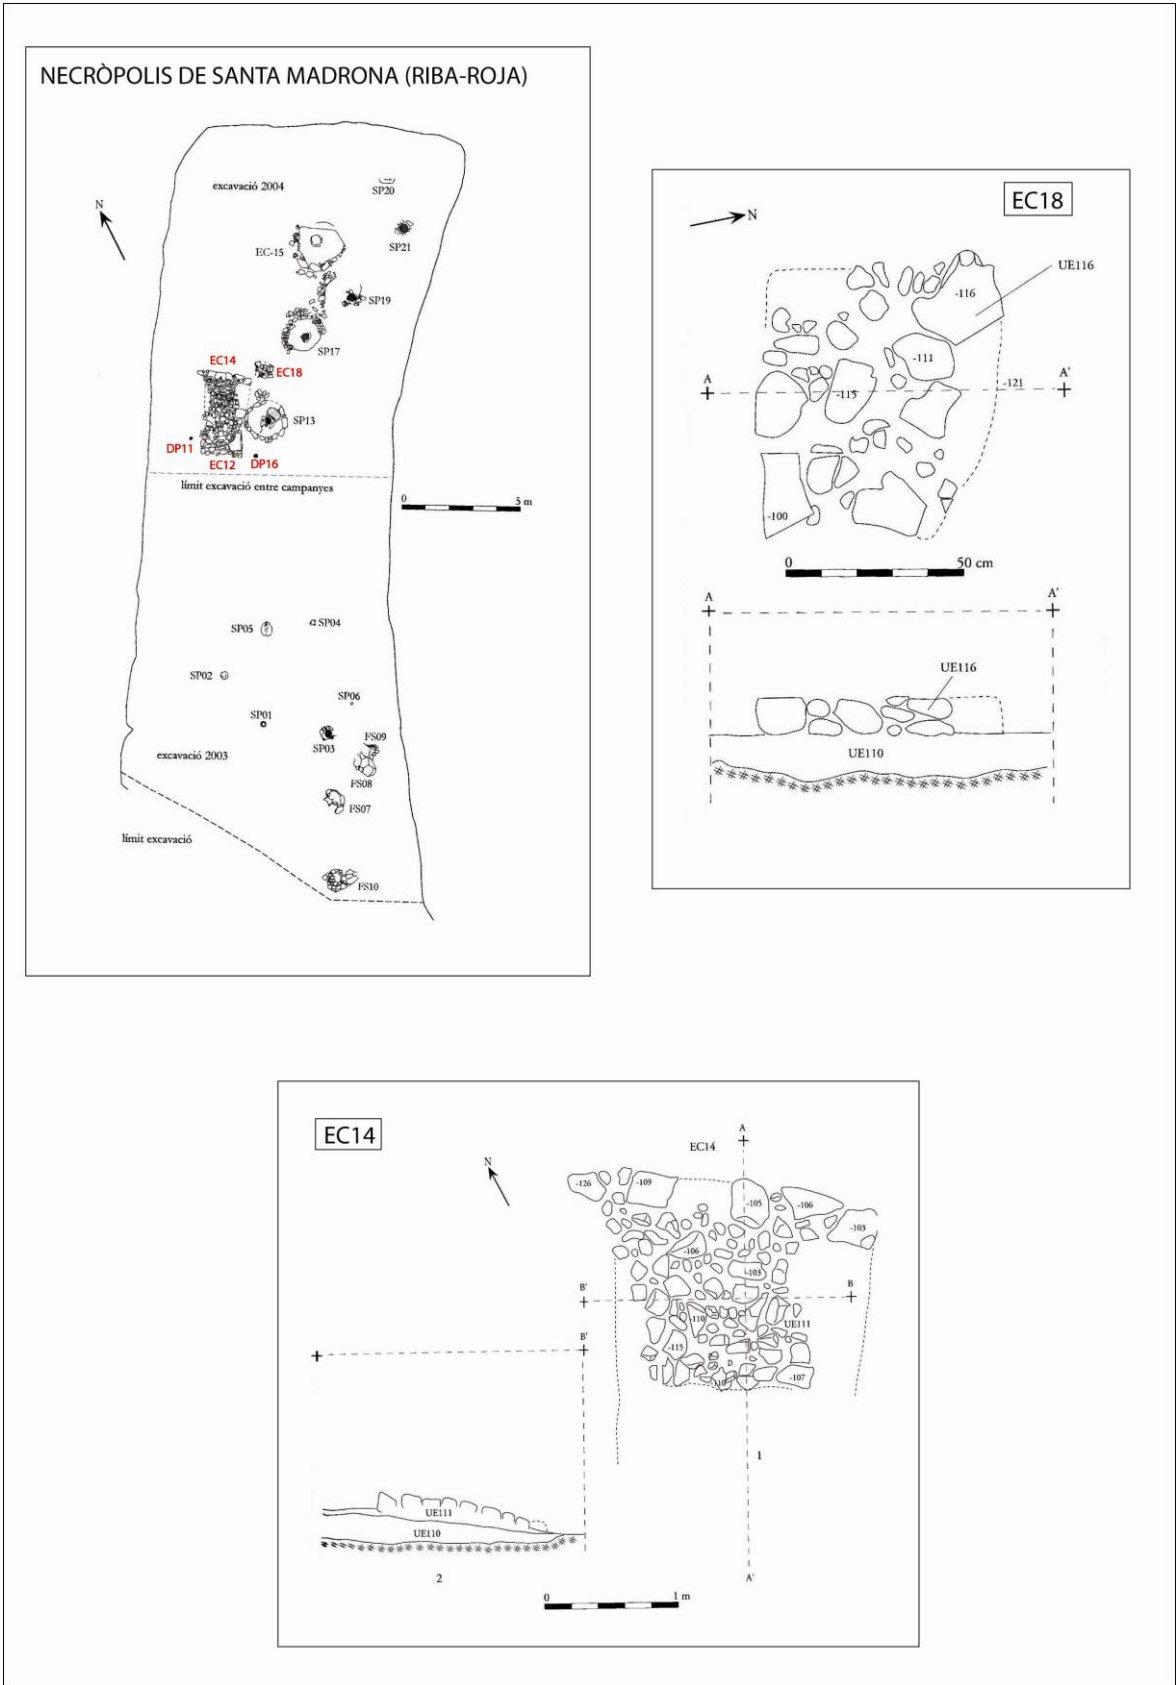 NECRÒPOLIS DE SANTA MADRONA (RIBA-ROJA)
excavació 2004
SP20
N
EC-15
SP21
SP19
SP17
EC14
EC18
SP13
DP11
EC12
DP16
límit excavació entre campanyes
0
5 m
SP05
SP04
SP02
SP06
SP01
SP03
FS09
excavació 2003
FS08
FS07
límit excavació
FS10
EC18
N
UE116
-116
-111
A
A'
-115
-121
-100
0
50 cm
A
A'
UE116
UE110
EC14
A
EC14
N
-126
-109
-105
-106
-103
-106
-103
B'
B
-110
UE111
B'
-115
D
-110
-107
1
UE111
UE110
2
A'
0
1 m